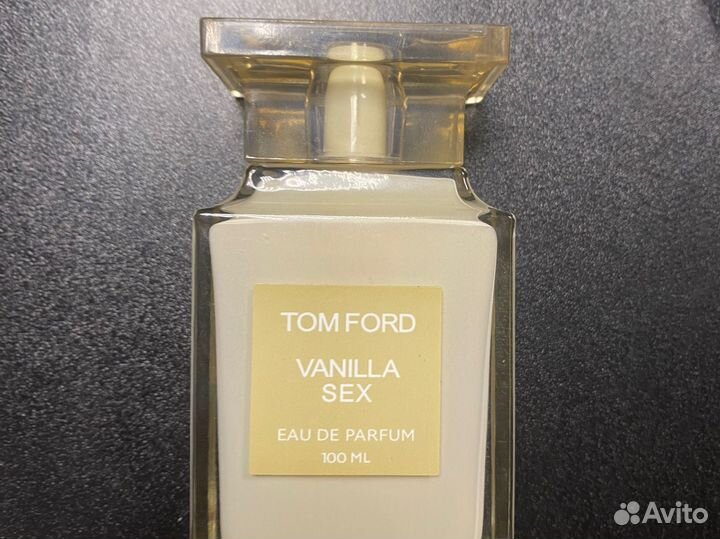 TOM FORD
VANILLA
SEX
EAU DE PARFUM
100 ML
Avito